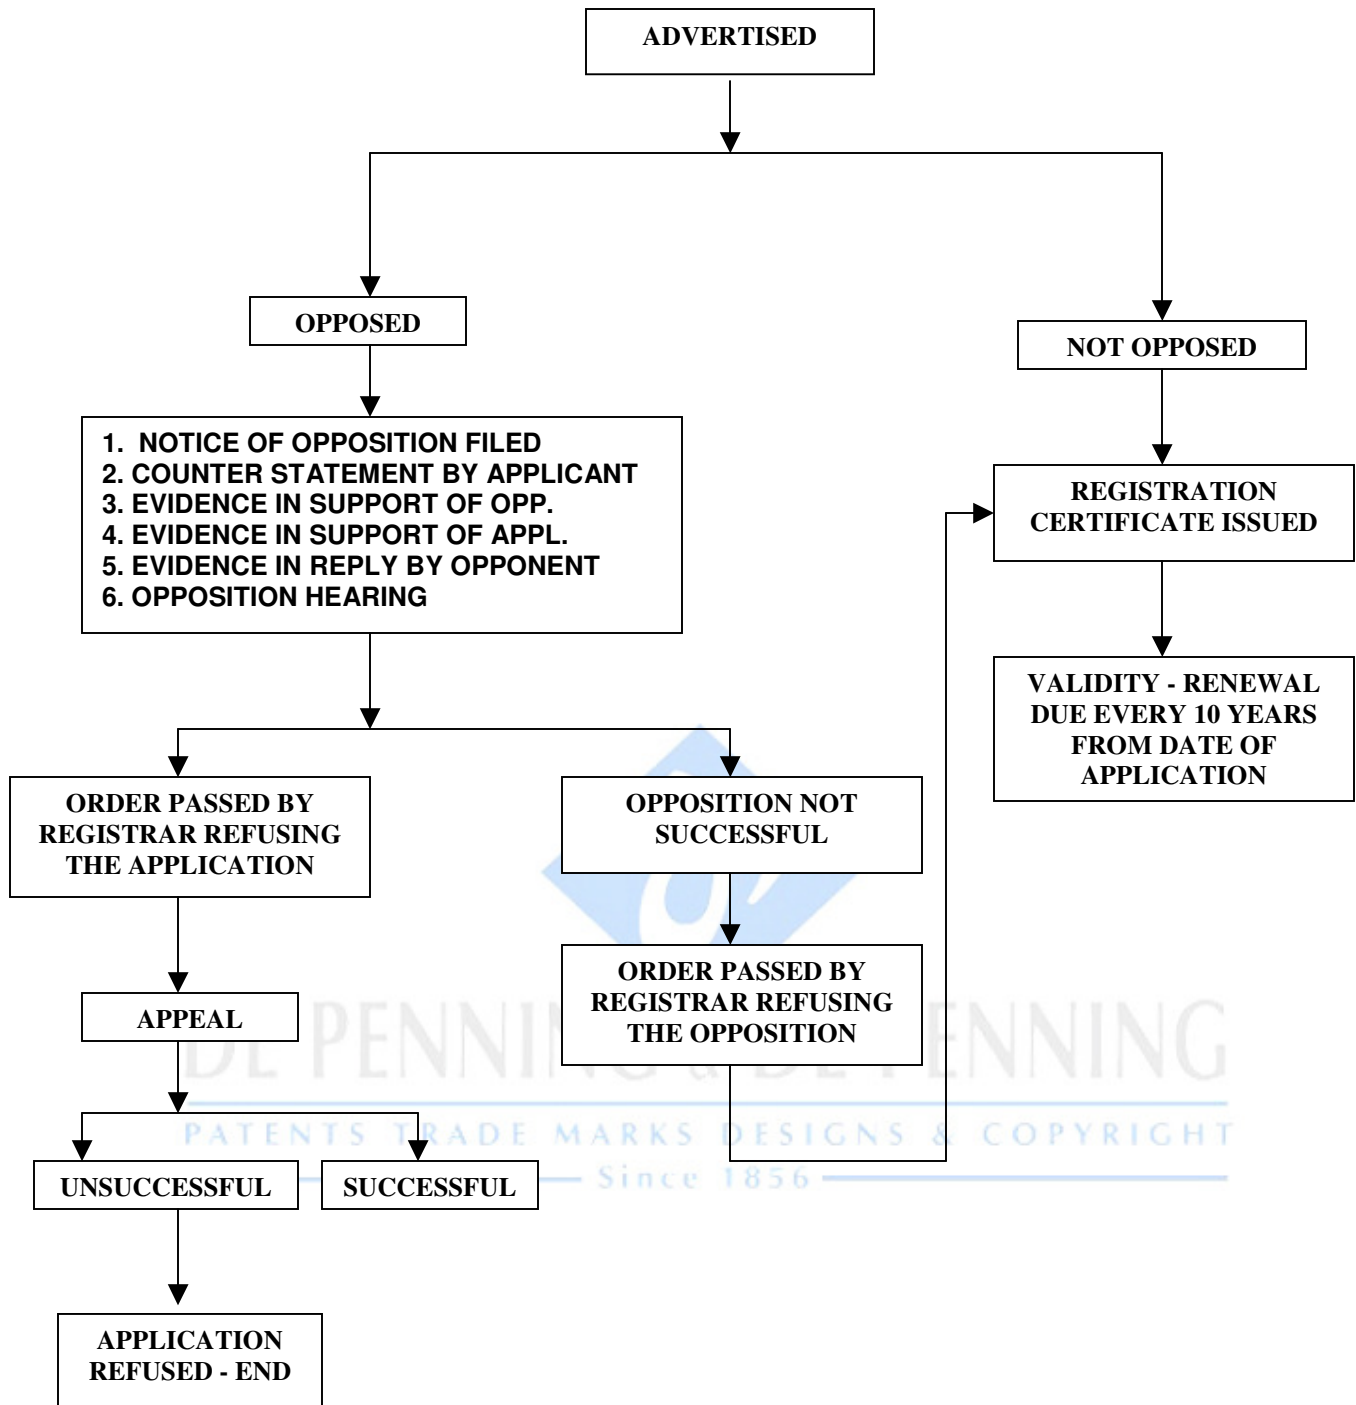 ADVERTISED
OPPOSED
NOT OPPOSED
1. NOTICE OF OPPOSITION FILED
2. COUNTER STATEMENT BY APPLICANT
3. EVIDENCE IN SUPPORT OF OPP.
4. EVIDENCE IN SUPPORT OF APPL.
5. EVIDENCE IN REPLY BY OPPONENT
6. OPPOSITION HEARING
REGISTRATION
CERTIFICATE ISSUED
VALIDITY - RENEWAL
DUE EVERY 10 YEARS
FROM DATE OF
APPLICATION
ORDER PASSED BY
REGISTRAR REFUSING
THE APPLICATION
OPPOSITION NOT
SUCCESSFUL
ORDER PASSED BY
REGISTRAR REFUSING
THE OPPOSITION
APPEAL
DE PENNING & DE PENNING
PATENTS TRADE MARKS DESIGNS & COPYRIGHT
Since 1856
UNSUCCESSFUL
SUCCESSFUL
APPLICATION
REFUSED - END